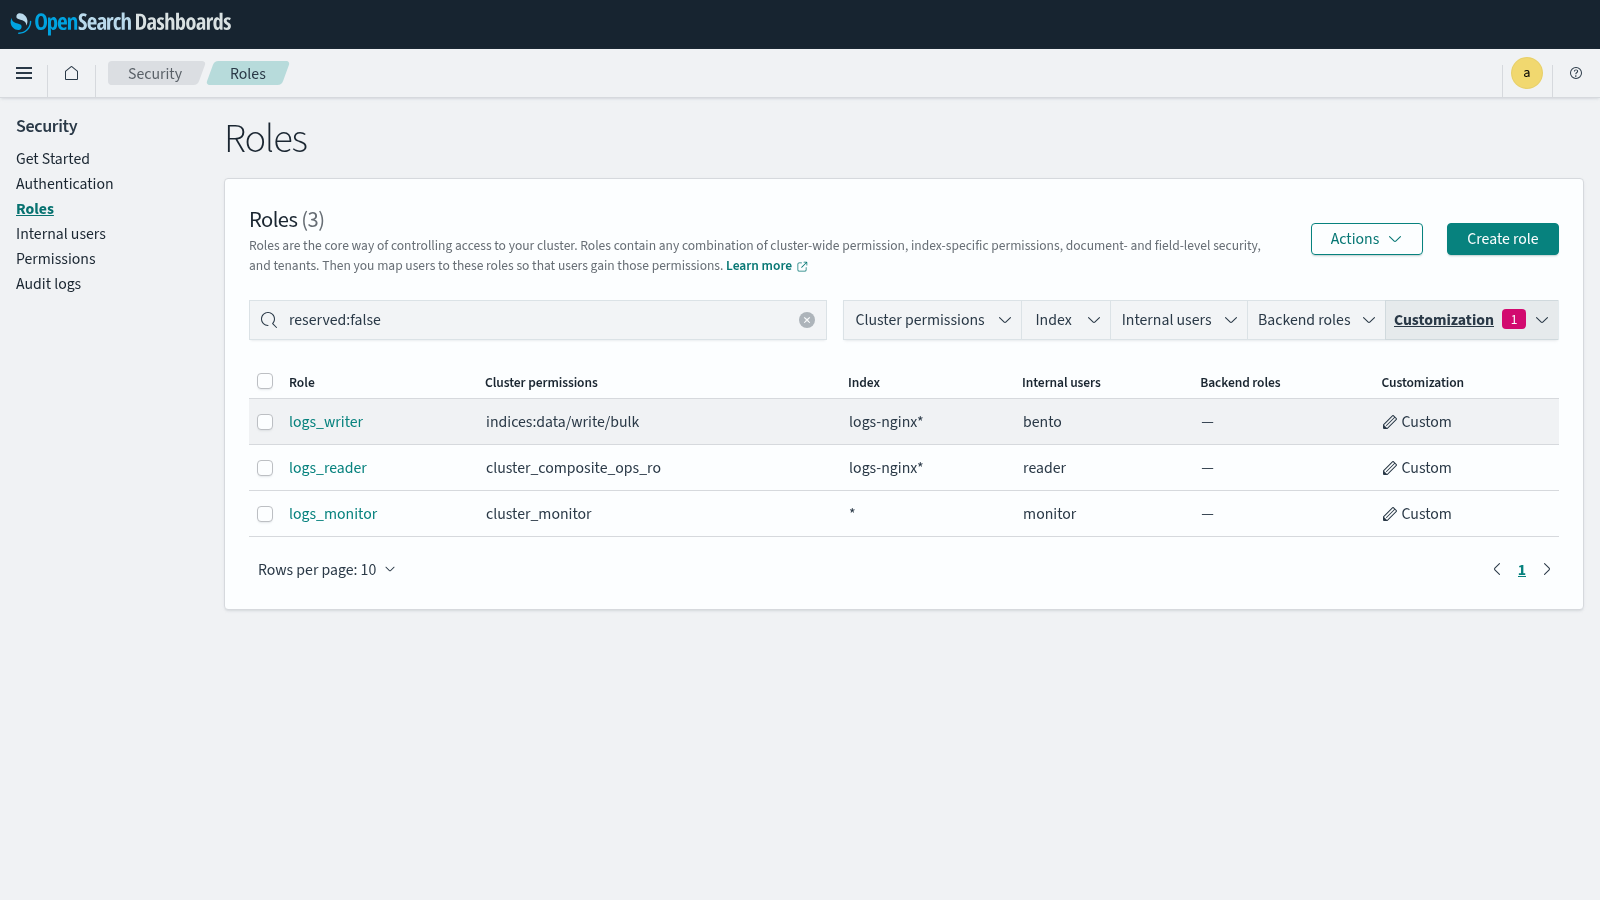 OpenSearch Dashboards
Security
Roles
a
Security
Get Started
Authentication
Roles
Internal users
Permissions
Audit logs
Roles
Roles (3)
Roles are the core way of controlling access to your cluster. Roles contain any combination of cluster-wide permission, index-specific permissions, document- and field-level security,
and tenants. Then you map users to these roles so that users gain those permissions. Learn more
Actions
Create role
reserved:false
Cluster permissions
Index
Internal users
Backend roles
Customization 1
Role Cluster permissions Index Internal users Backend roles Customization
logs_writer indices:data/write/bulk logs-nginx* bento — Custom
logs_reader cluster_composite_ops_ro logs-nginx* reader — Custom
logs_monitor cluster_monitor * monitor — Custom
Rows per page: 10
1